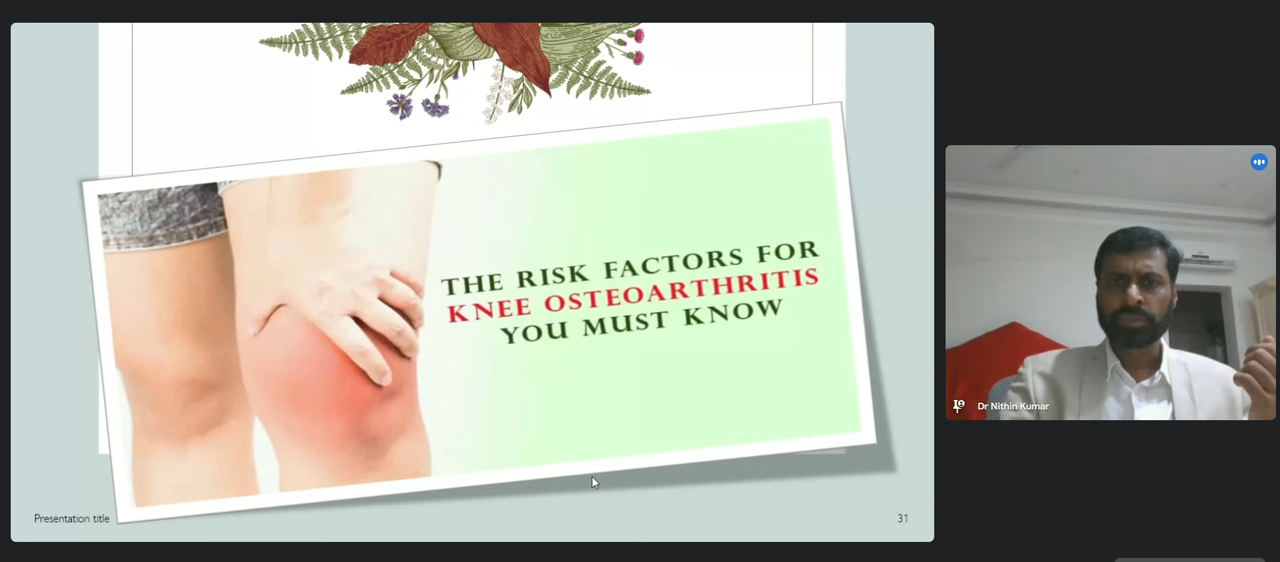 THE RISK FACTORS FOR
KNEE OSTEOARTHRITIS
YOU MUST KNOW
Presentation title
31
Dr Nithin Kumar